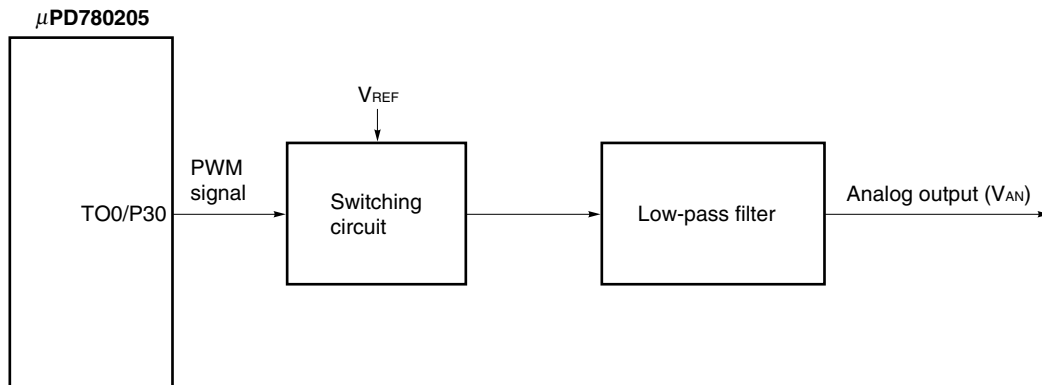 μPD780205
VREF
PWM
signal
TO0/P30
Switching
circuit
Low-pass filter
Analog output (VAN)